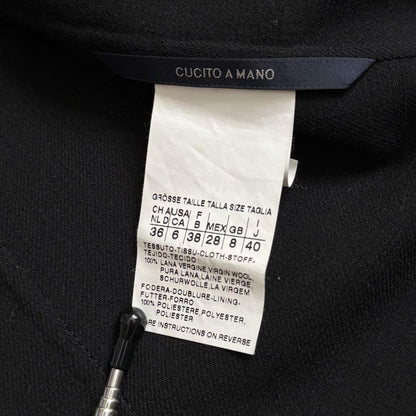 CUCITO A MANO
GRÖSSE TAILLE TALLA SIZE TAGLIA
CH A USA F MEX GB I
NL D CA B
36 6 38 28 8 40
TESSUTO-TISSU-CLOTH-STOFF-
TEJIDO-TECIDO
100% LANA VERGINE VIRGIN WOOL,
PURA LANA,LAINE VIERGE,
SCHURWOLLE,LA VIRGEM
FODERA-DOUBLURE-LINING-
FUTTER-FORRO
100% POLIESTERE,POLYESTER,
POLIESTER
ARE INSTRUCTIONS ON REVERSE